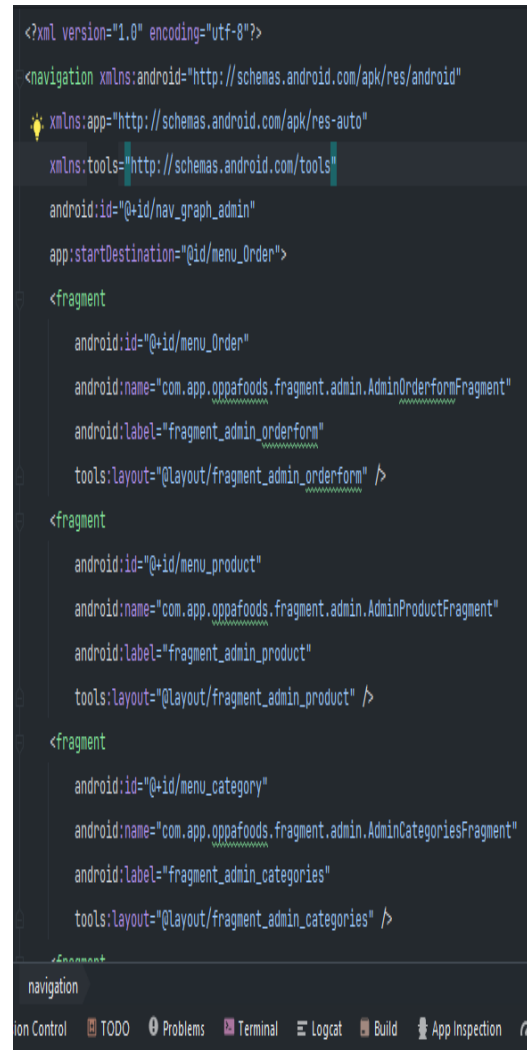 <?xml version="1.0" encoding="utf-8"?>
<navigation xmlns:android="http://schemas.android.com/apk/res/android"
xmlns:app="http://schemas.android.com/apk/res-auto"
xmlns:tools="http://schemas.android.com/tools"
android:id="@+id/nav_graph_admin"
app:startDestination="@id/menu_Order">
<fragment
android:id="@+id/menu_Order"
android:name="com.app.oppafoods.fragment.admin.AdminOrderformFragment"
android:label="fragment_admin_orderform"
tools:layout="@layout/fragment_admin_orderform" />
<fragment
android:id="@+id/menu_product"
android:name="com.app.oppafoods.fragment.admin.AdminProductFragment"
android:label="fragment_admin_product"
tools:layout="@layout/fragment_admin_product" />
<fragment
android:id="@+id/menu_category"
android:name="com.app.oppafoods.fragment.admin.AdminCategoriesFragment"
android:label="fragment_admin_categories"
tools:layout="@layout/fragment_admin_categories" />
<fragment
navigation
ion Control TODO Problems Terminal Logcat Build App Inspection